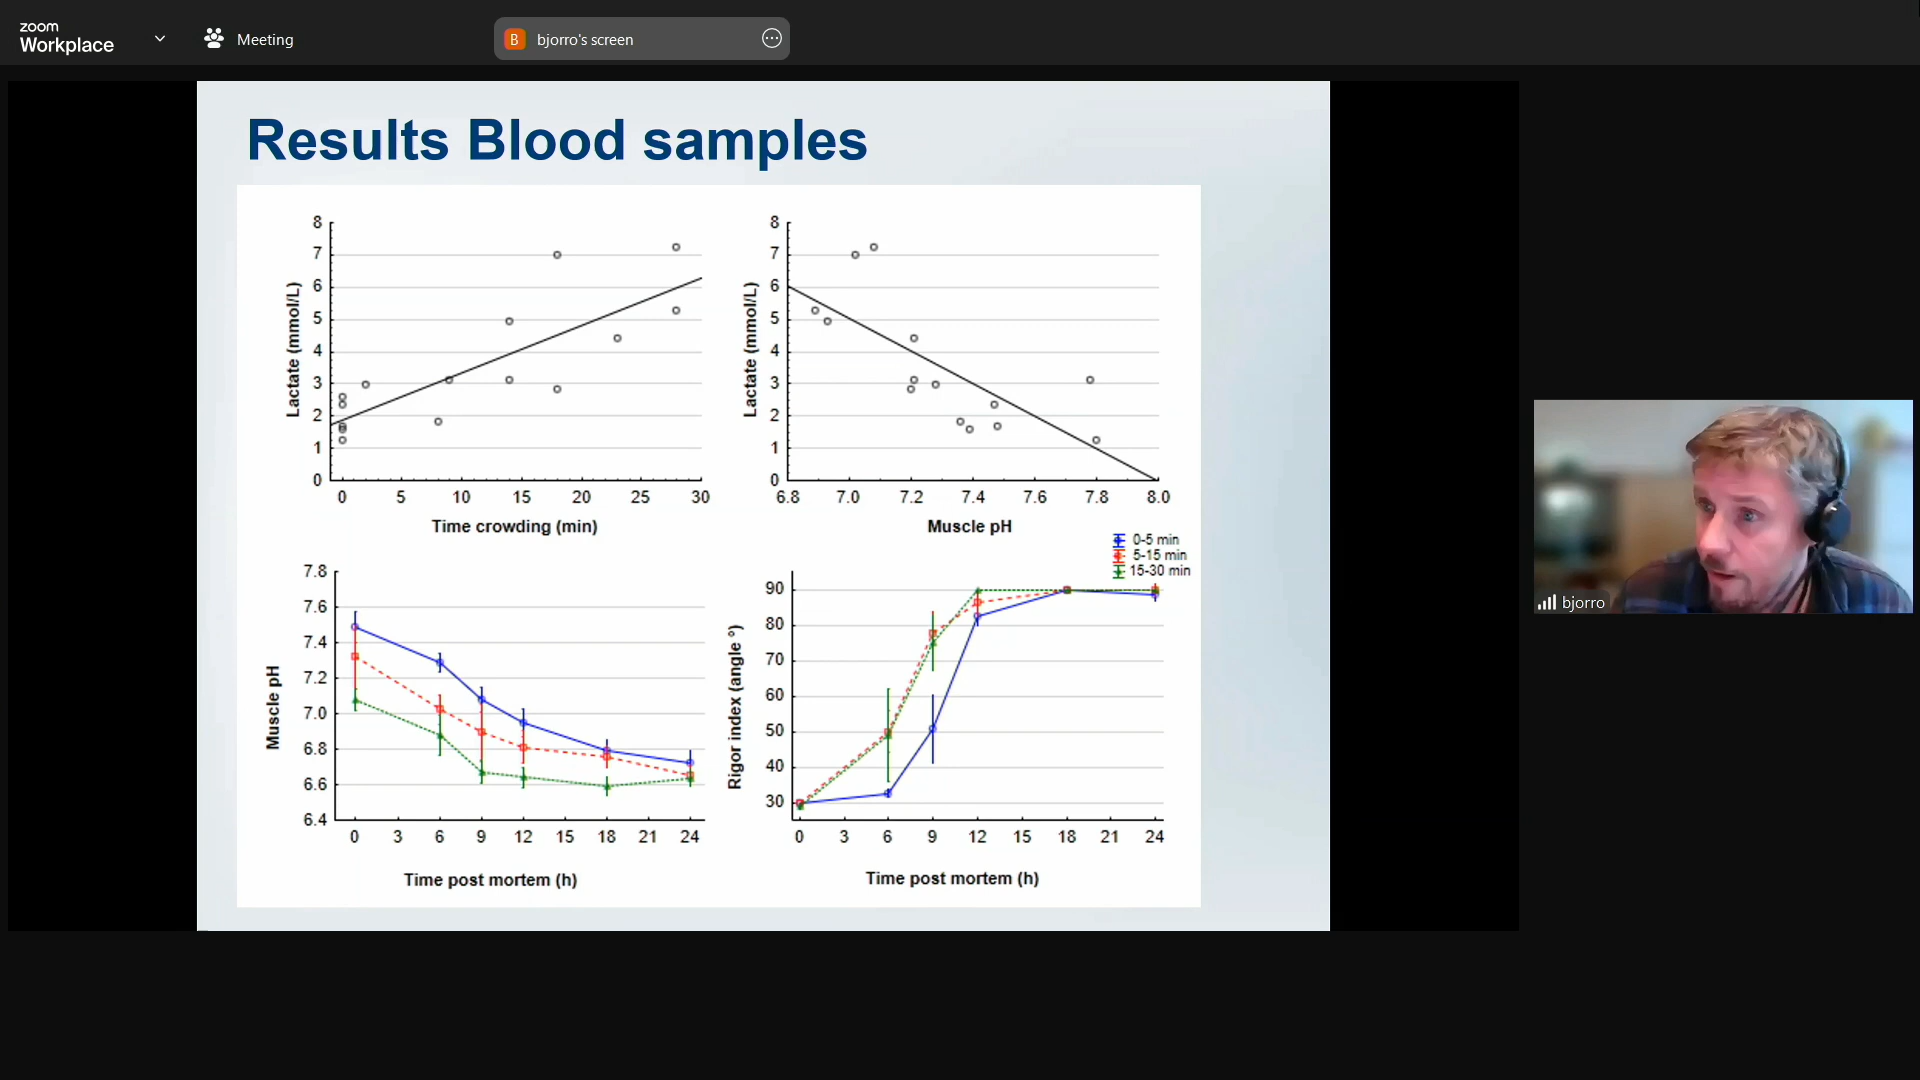 zoom
Workplace
Meeting
B bjorro's screen
Results Blood samples
8
7
6
5
4
3
2
1
0
Lactate (mmol/L)
0 5 10 15 20 25 30
Time crowding (min)
8
7
6
5
4
3
2
1
0
Lactate (mmol/L)
6.8 7.0 7.2 7.4 7.6 7.8 8.0
Muscle pH
0-5 min
5-15 min
15-30 min
7.8
7.6
7.4
7.2
7.0
6.8
6.6
6.4
Muscle pH
0 3 6 9 12 15 18 21 24
Time post mortem (h)
90
80
70
60
50
40
30
Rigor index (angle °)
0 3 6 9 12 15 18 21 24
Time post mortem (h)
bjorro